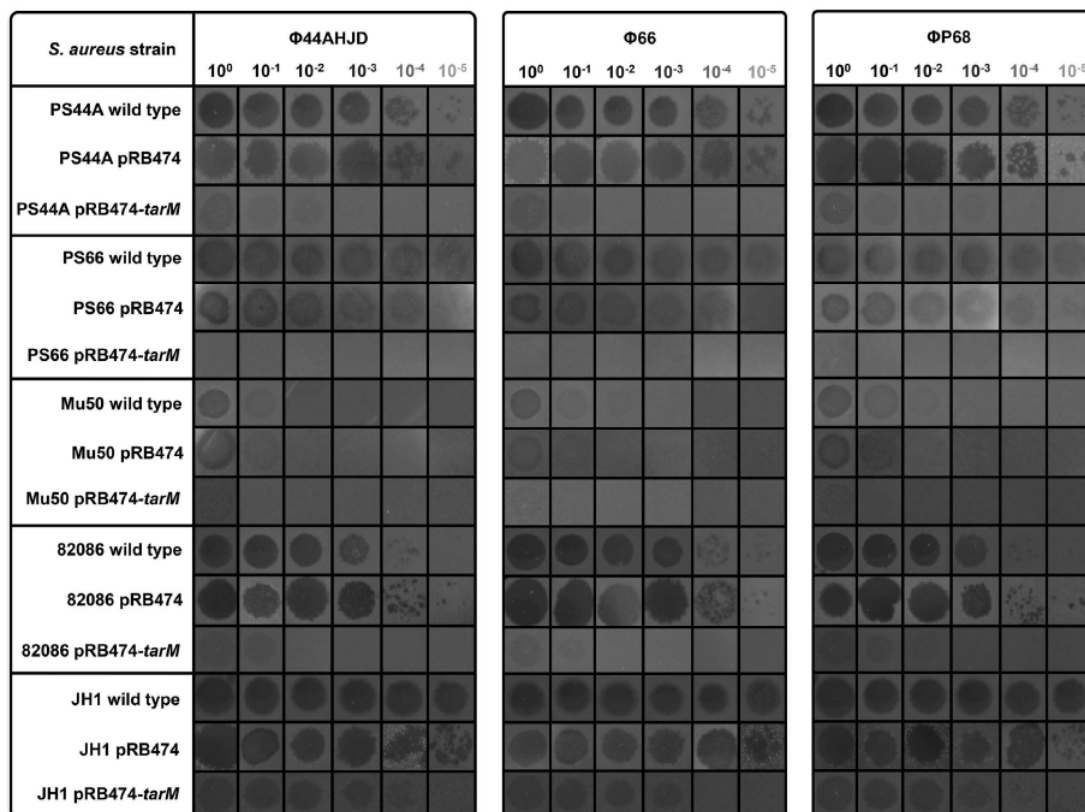 S. aureus strain
Φ44AHJD
10⁰ 10⁻¹ 10⁻² 10⁻³ 10⁻⁴ 10⁻⁵
Φ66
10⁰ 10⁻¹ 10⁻² 10⁻³ 10⁻⁴ 10⁻⁵
ΦP68
10⁰ 10⁻¹ 10⁻² 10⁻³ 10⁻⁴ 10⁻⁵
PS44A wild type
PS44A pRB474
PS44A pRB474-tarM
PS66 wild type
PS66 pRB474
PS66 pRB474-tarM
Mu50 wild type
Mu50 pRB474
Mu50 pRB474-tarM
82086 wild type
82086 pRB474
82086 pRB474-tarM
JH1 wild type
JH1 pRB474
JH1 pRB474-tarM